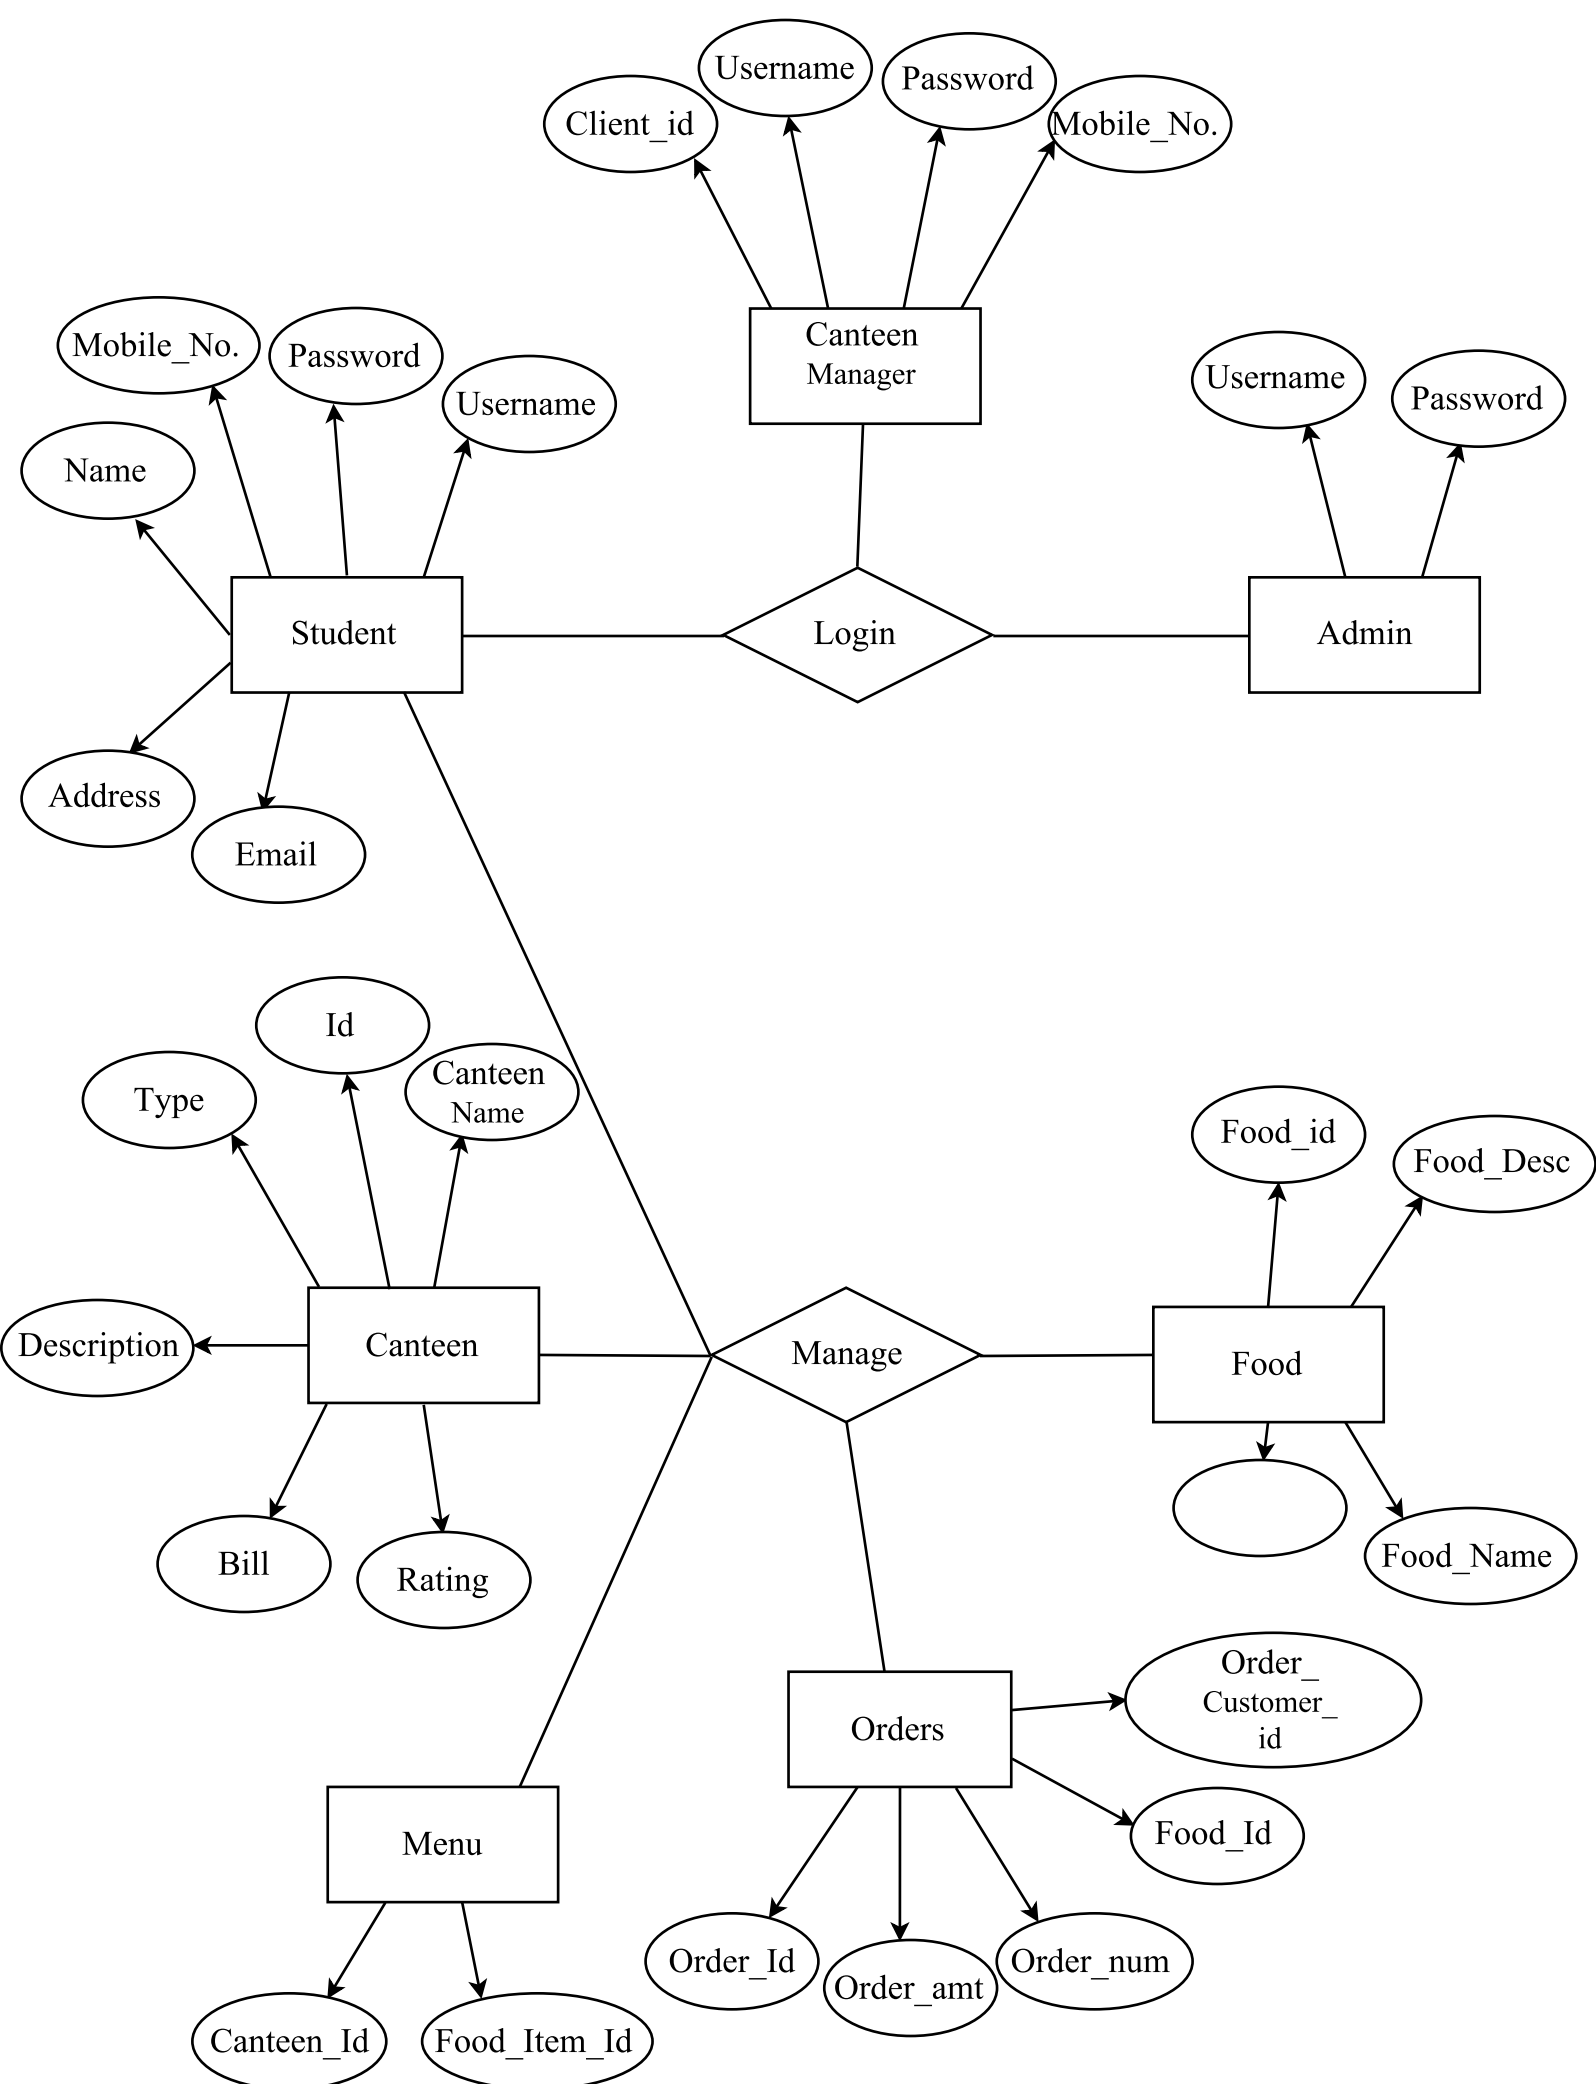 Username
Password
Client_id
Mobile_No.
Canteen
Manager
Mobile_No.
Password
Username
Name
Username
Password
Student
Login
Admin
Address
Email
Id
Type
Canteen
Name
Food_id
Food_Desc
Description
Canteen
Manage
Food
Bill
Rating
Food_Name
Order_
Customer_
id
Orders
Food_Id
Menu
Order_Id
Order_amt
Order_num
Canteen_Id
Food_Item_Id